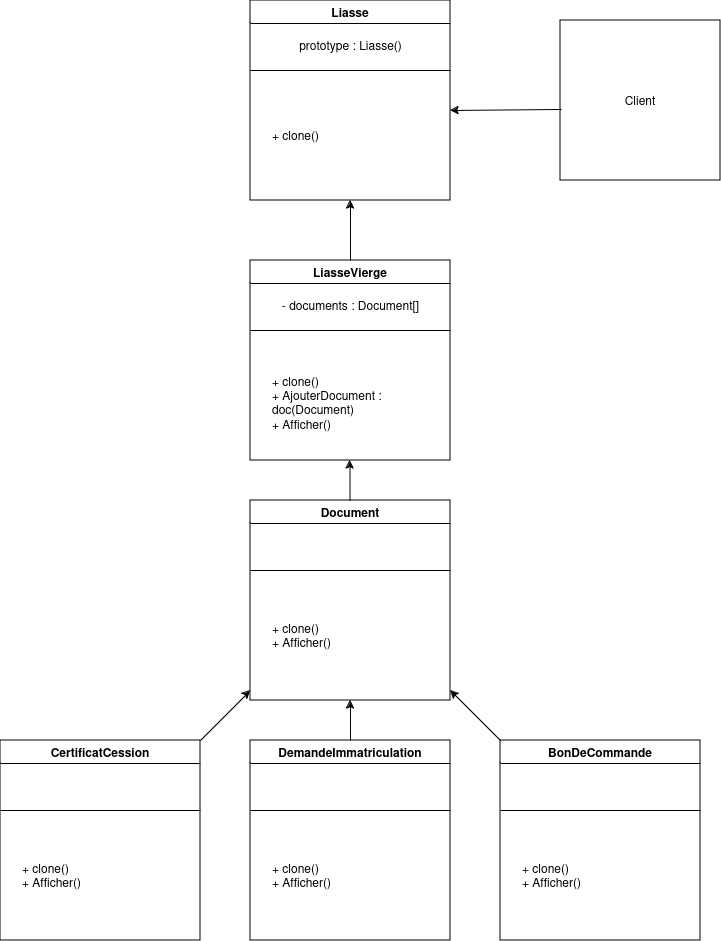 Liasse
prototype : Liasse()
Client
+ clone()
LiasseVierge
- documents : Document[]
+ clone()
+ AjouterDocument :
doc(Document)
+ Afficher()
Document
+ clone()
+ Afficher()
CertificatCession
DemandeImmatriculation
BonDeCommande
+ clone()
+ Afficher()
+ clone()
+ Afficher()
+ clone()
+ Afficher()